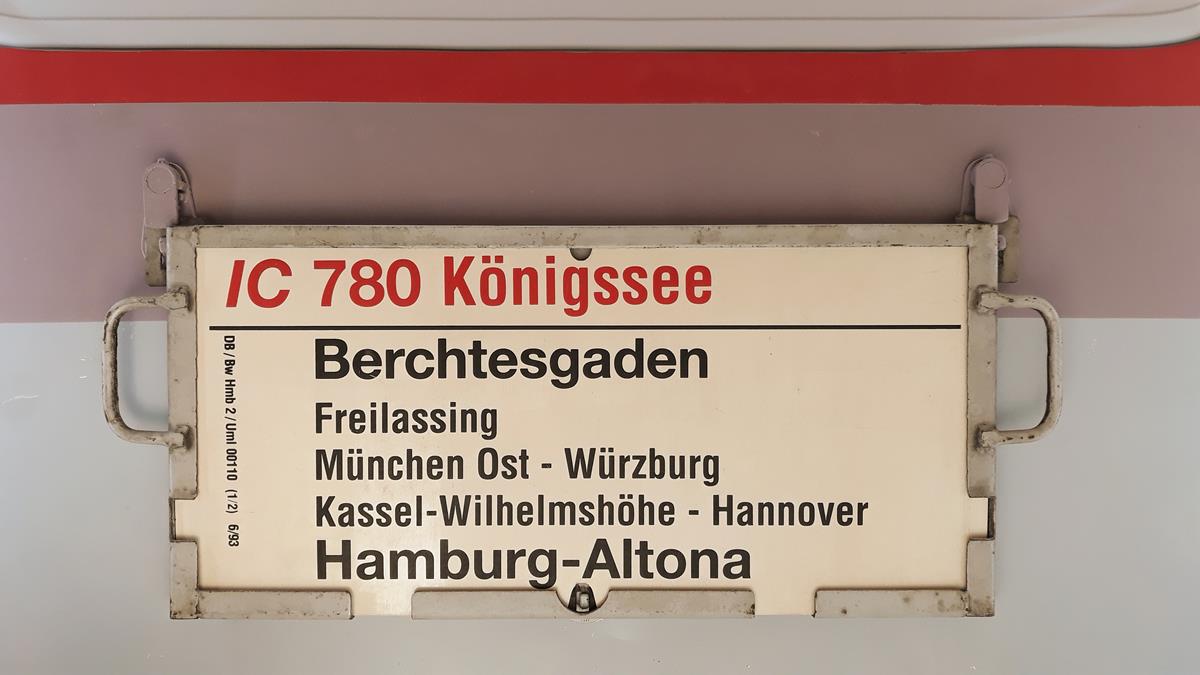 IC 780 Königssee
Berchtesgaden
Freilassing
München Ost - Würzburg
Kassel-Wilhelmshöhe - Hannover
Hamburg-Altona
DB / Bw Hmb 2 / Uml 00110 (1/2) 6/93